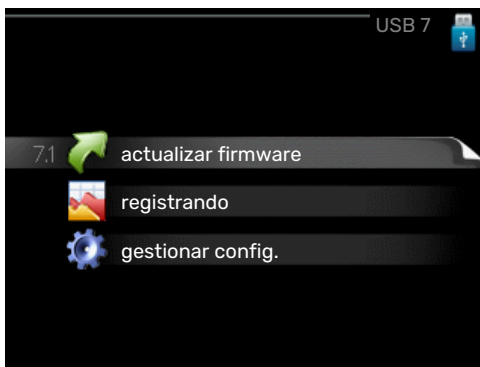 USB 7
7.1 actualizar firmware
registrando
gestionar config.